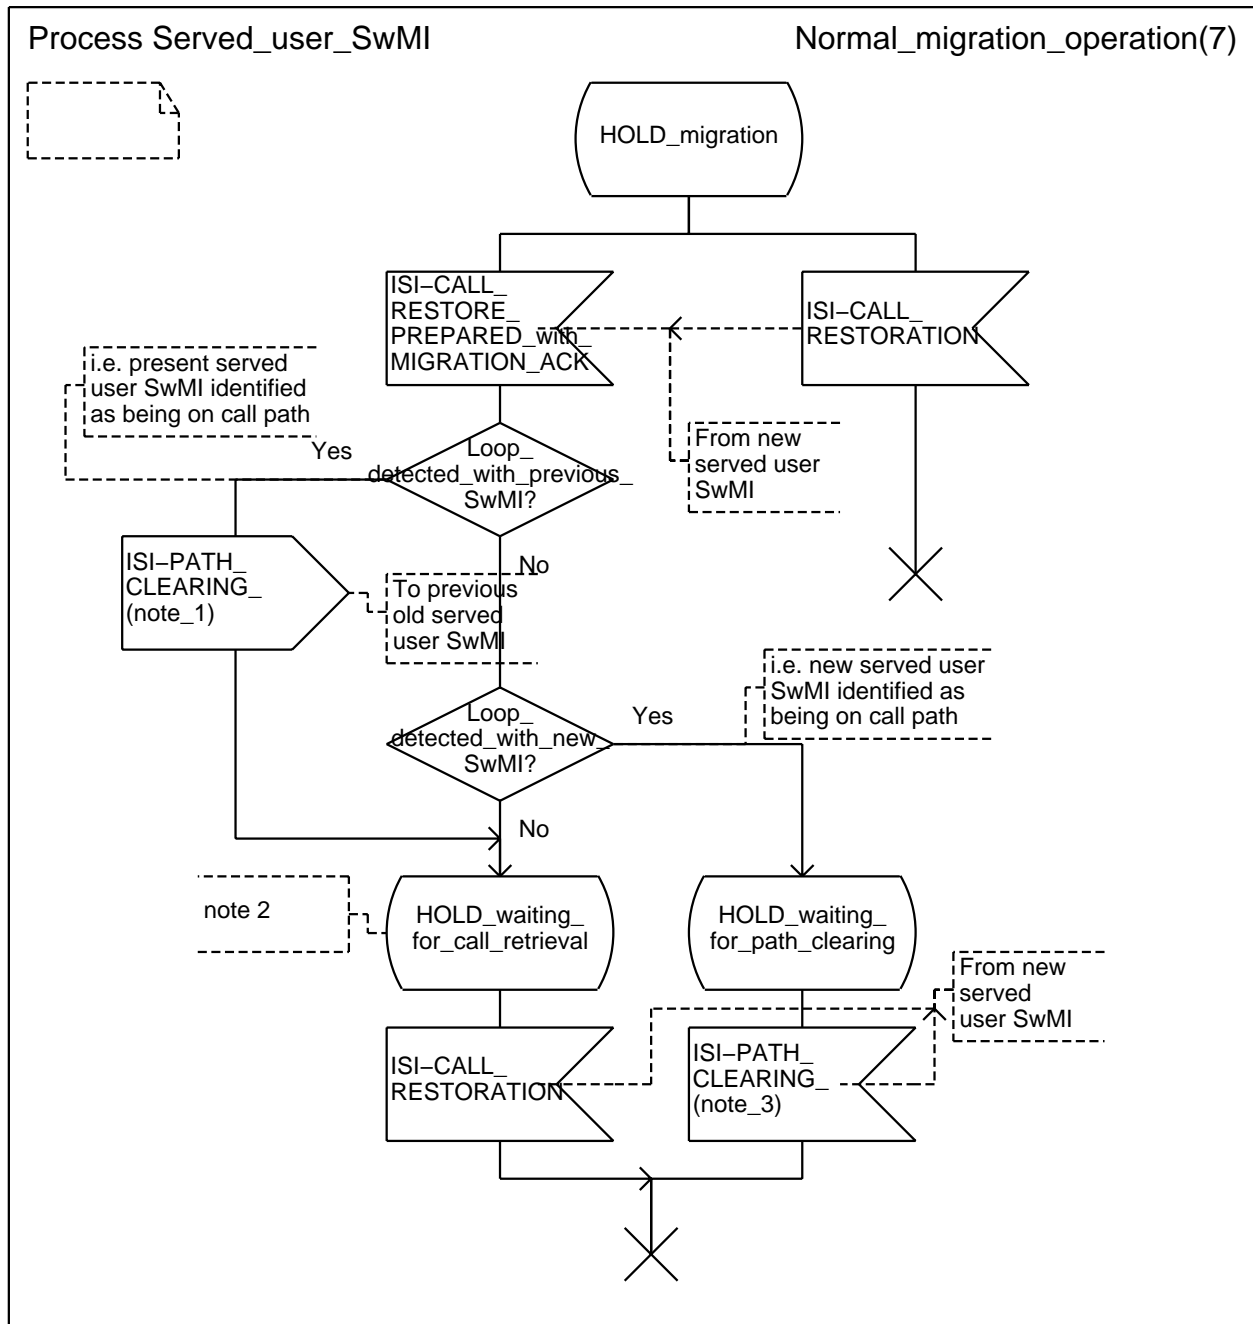 Process Served_user_SwMI
Normal_migration_operation(7)
HOLD_migration
ISI−CALL_
RESTORE_
PREPARED_with_
MIGRATION_ACK
ISI−CALL_
RESTORATION
i.e. present served
user SwMI identified
as being on call path
From new
served user
SwMI
Yes
Loop_
detected_with_previous_
SwMI?
No
ISI−PATH_
CLEARING_
(note_1)
To previous
old served
user SwMI
i.e. new served user
SwMI identified as
being on call path
Loop_
detected_with_new_
SwMI?
Yes
No
note 2
HOLD_waiting_
for_call_retrieval
HOLD_waiting_
for_path_clearing
From new
served
user SwMI
ISI−CALL_
RESTORATION
ISI−PATH_
CLEARING_
(note_3)